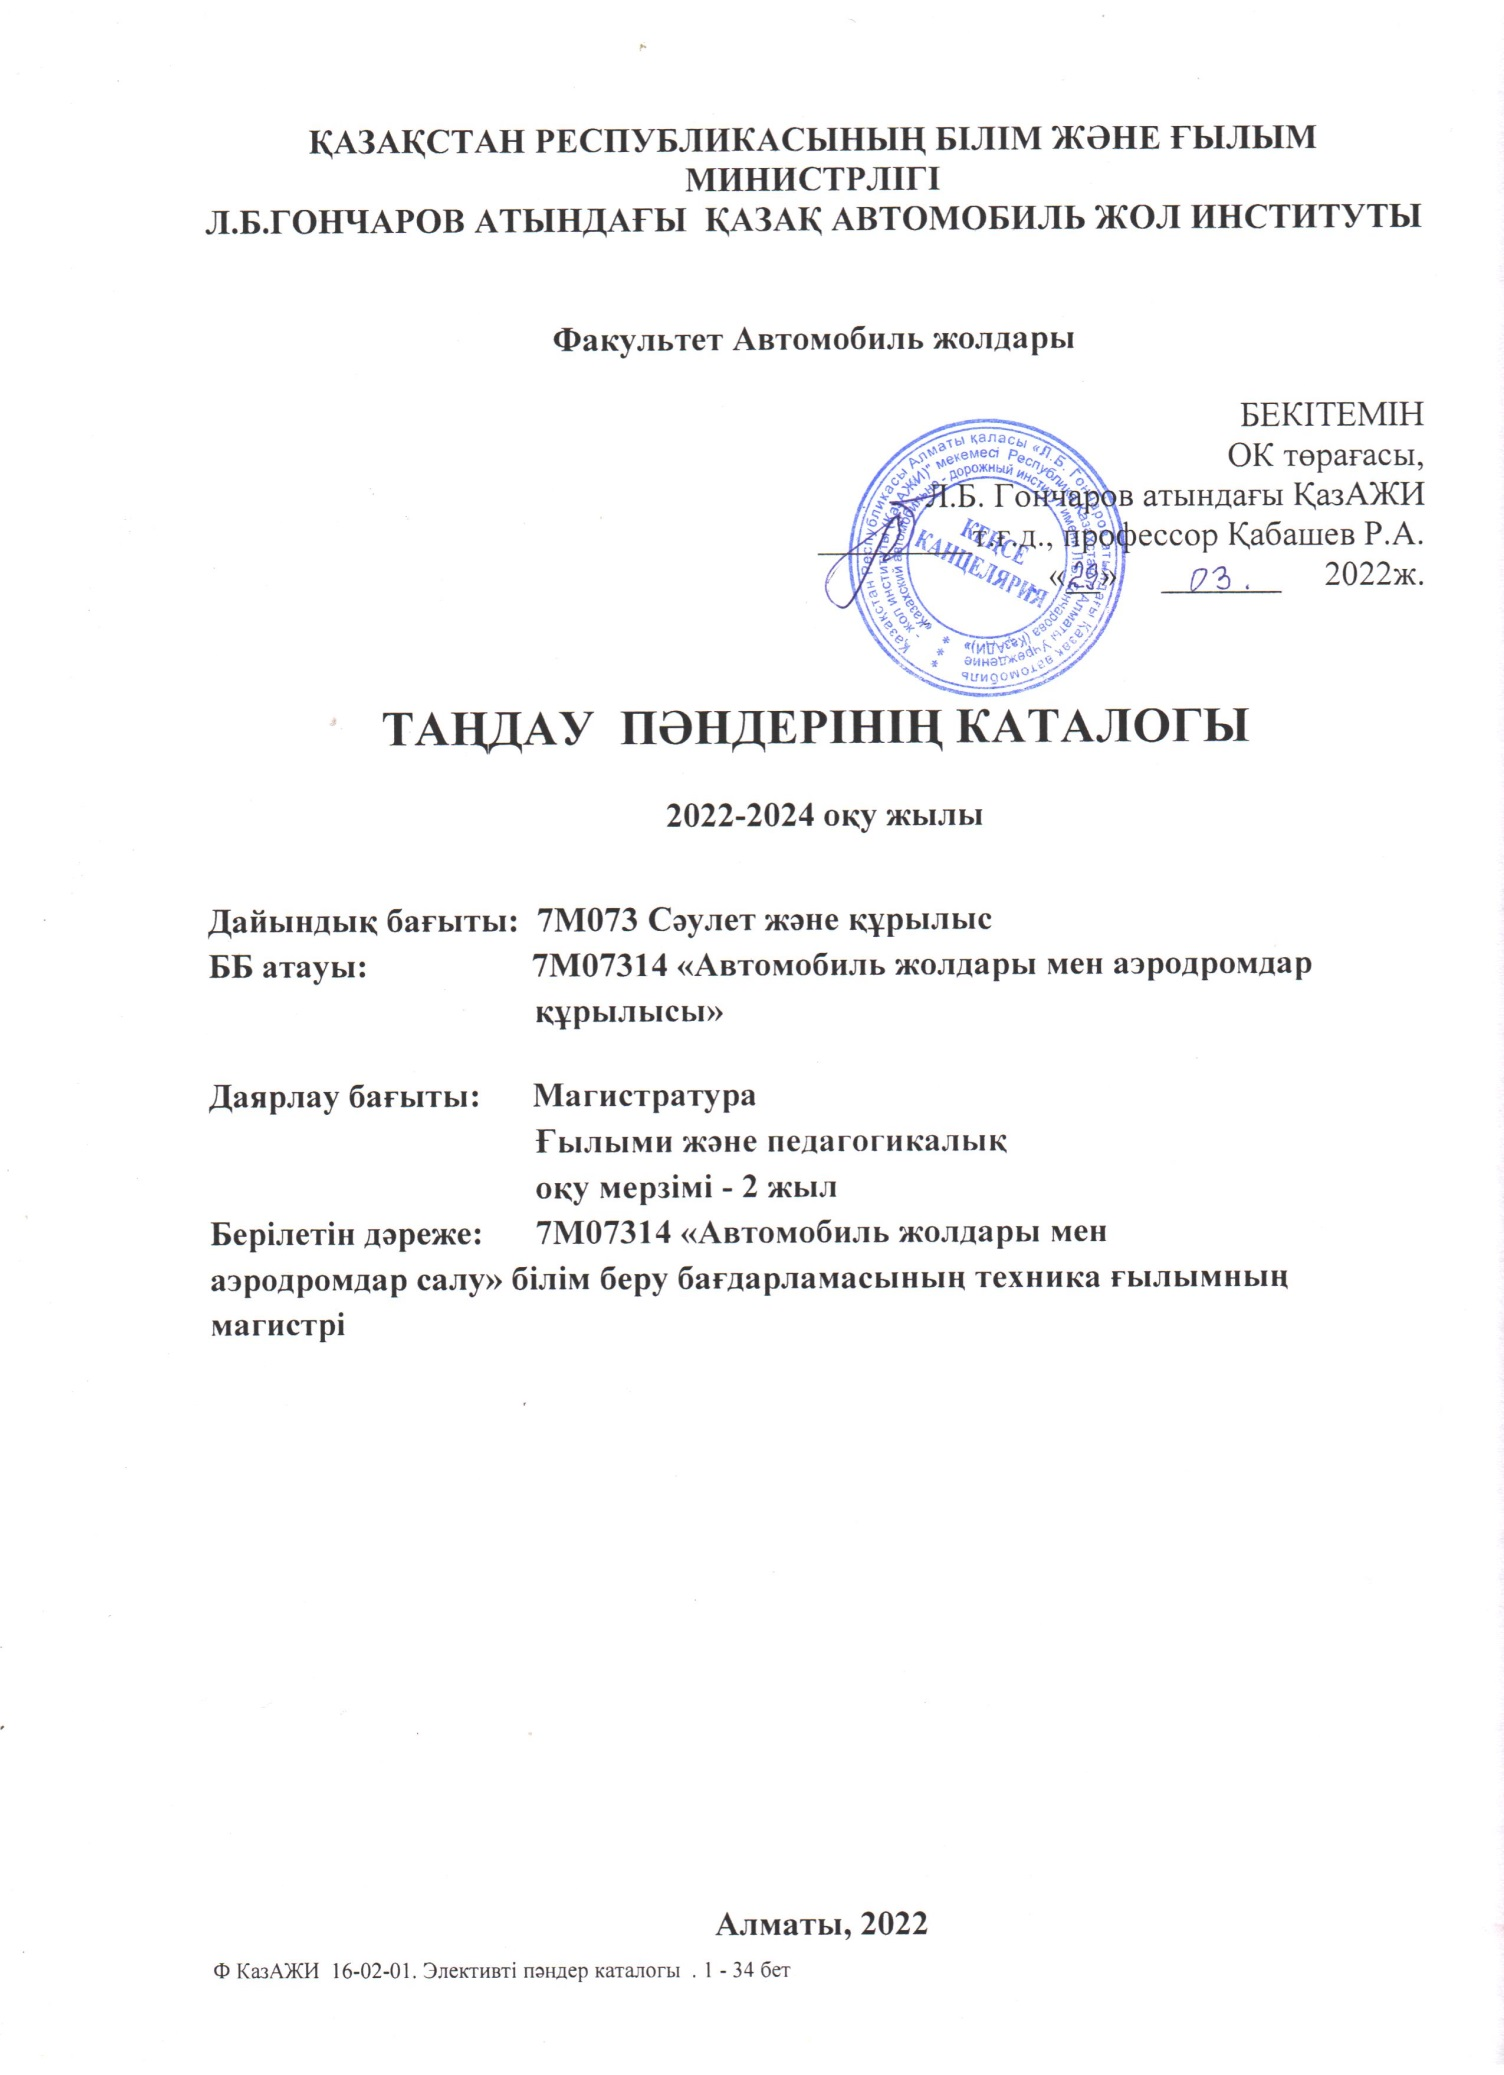 ҚАЗАҚСТАН РЕСПУБЛИКАСЫНЫҢ БІЛІМ ЖӘНЕ ҒЫЛЫМ
МИНИСТРЛІГІ
Л.Б.ГОНЧАРОВ АТЫНДАҒЫ ҚАЗАҚ АВТОМОБИЛЬ ЖОЛ ИНСТИТУТЫ
Факультет Автомобиль жолдары
БЕКІТЕМІН
ОК төрағасы,
Л.Б. Гончаров атындағы ҚазАЖИ
____________т.ғ.д., профессор Қабашев Р.А.
«29» 03. 2022ж.
КЕҢСЕ
КАНЦЕЛЯРИЯ
ТАҢДАУ ПӘНДЕРІНІҢ КАТАЛОГЫ
2022-2024 оқу жылы
Дайындық бағыты: 7М073 Сәулет және құрылыс
ББ атауы: 7М07314 «Автомобиль жолдары мен аэродромдар
құрылысы»
Даярлау бағыты: Магистратура
Ғылыми және педагогикалық
оқу мерзімі - 2 жыл
Берілетін дәреже: 7М07314 «Автомобиль жолдары мен
аэродромдар салу» білім беру бағдарламасының техника ғылымның
магистрі
Алматы, 2022
Ф КазАЖИ 16-02-01. Элективті пәндер каталогы . 1 - 34 бет